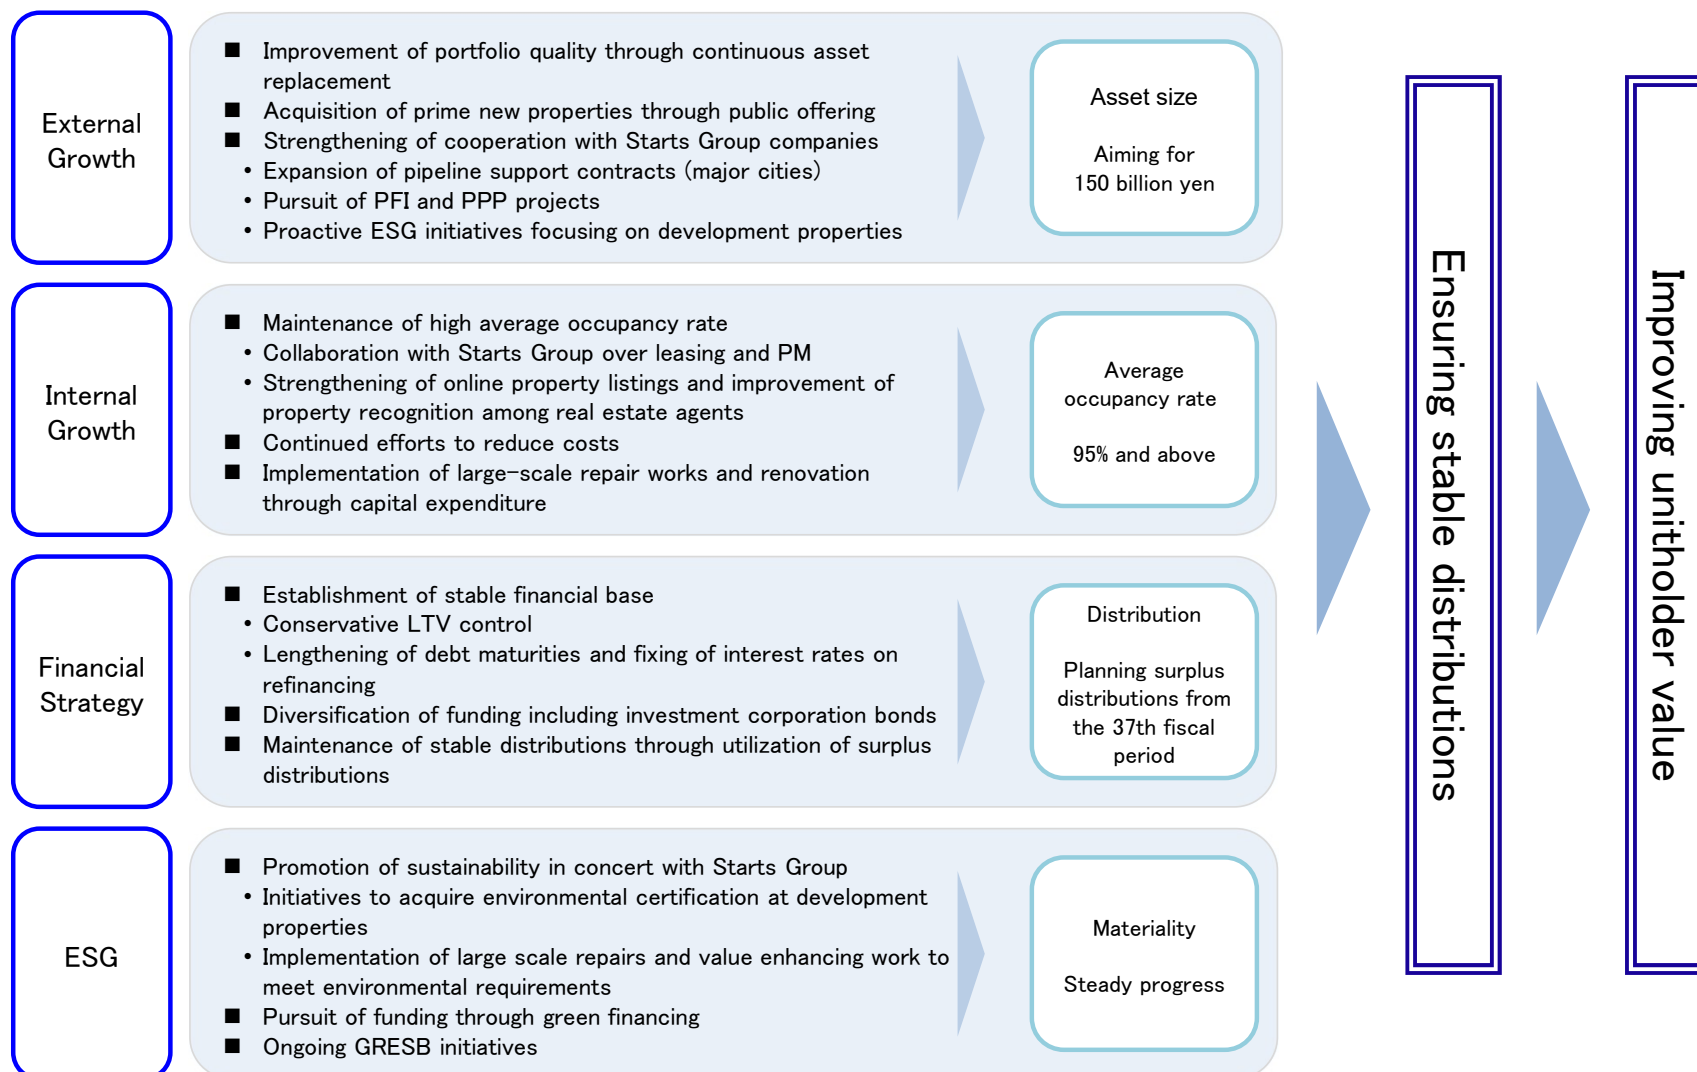 External
Growth
■ Improvement of portfolio quality through continuous asset
replacement
■ Acquisition of prime new properties through public offering
■ Strengthening of cooperation with Starts Group companies
・Expansion of pipeline support contracts (major cities)
・Pursuit of PFI and PPP projects
・Proactive ESG initiatives focusing on development properties
Asset size
Aiming for
150 billion yen
Internal
Growth
■ Maintenance of high average occupancy rate
・Collaboration with Starts Group over leasing and PM
・Strengthening of online property listings and improvement of
property recognition among real estate agents
■ Continued efforts to reduce costs
■ Implementation of large-scale repair works and renovation
through capital expenditure
Average
occupancy rate
95% and above
Financial
Strategy
■ Establishment of stable financial base
・Conservative LTV control
・Lengthening of debt maturities and fixing of interest rates on
refinancing
■ Diversification of funding including investment corporation bonds
■ Maintenance of stable distributions through utilization of surplus
distributions
Distribution
Planning surplus
distributions from
the 37th fiscal
period
ESG
■ Promotion of sustainability in concert with Starts Group
・Initiatives to acquire environmental certification at development
properties
・Implementation of large scale repairs and value enhancing work to
meet environmental requirements
■ Pursuit of funding through green financing
■ Ongoing GRESB initiatives
Materiality
Steady progress
Ensuring stable distributions
Improving unitholder value